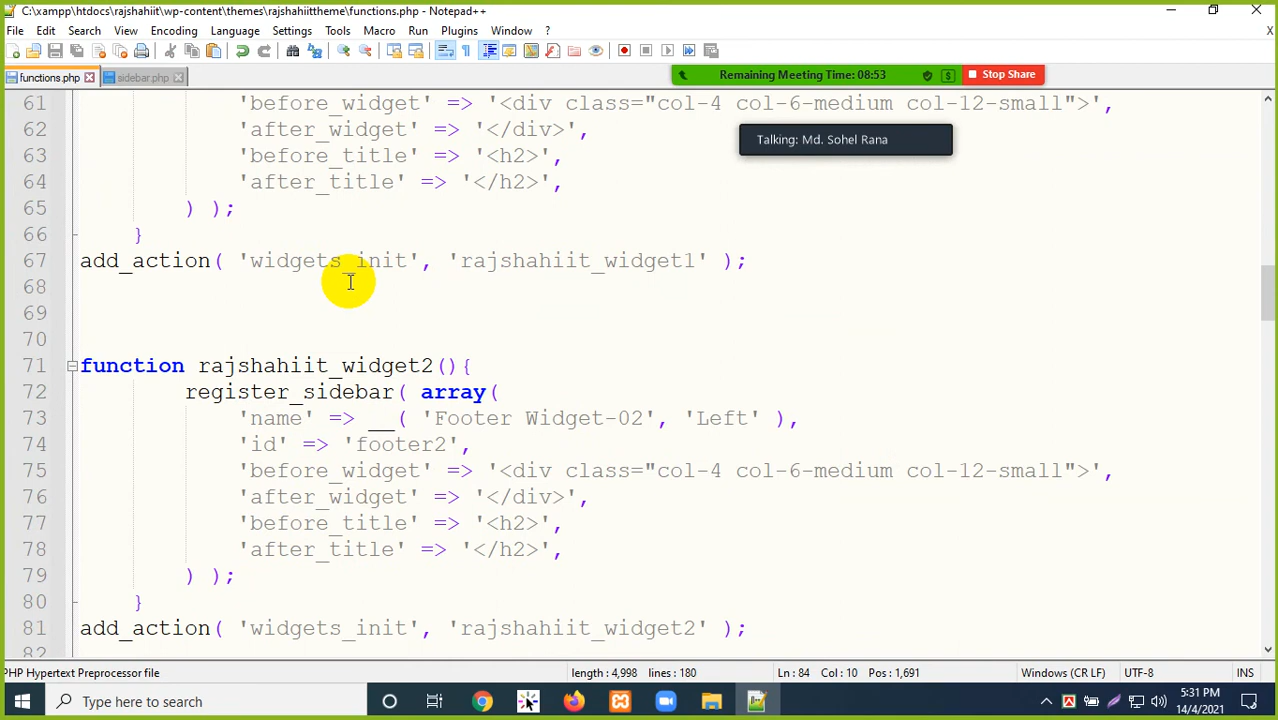 C:\xampp\htdocs\rajshahiit\wp-content\themes\rajshahiittheme\functions.php - Notepad++
File Edit Search View Encoding Language Settings Tools Macro Run Plugins Window ?
X
functions.php sidebar.php
Remaining Meeting Time: 08:53 Stop Share
Talking: Md. Sohel Rana
61 'before_widget' => '<div class="col-4 col-6-medium col-12-small">',
62 'after_widget' => '</div>',
63 'before_title' => '<h2>',
64 'after_title' => '</h2>',
65 ) );
66 }
67 add_action( 'widgets_init', 'rajshahiit_widget1' );
68
69
70
71 function rajshahiit_widget2(){
72 register_sidebar( array(
73 'name' => __( 'Footer Widget-02', 'Left' ),
74 'id' => 'footer2',
75 'before_widget' => '<div class="col-4 col-6-medium col-12-small">',
76 'after_widget' => '</div>',
77 'before_title' => '<h2>',
78 'after_title' => '</h2>',
79 ) );
80 }
81 add_action( 'widgets_init', 'rajshahiit_widget2' );
82
PHP Hypertext Preprocessor file length : 4,998 lines : 180 Ln : 84 Col : 10 Pos : 1,691 Windows (CR LF) UTF-8 INS
Type here to search
5:31 PM
14/4/2021